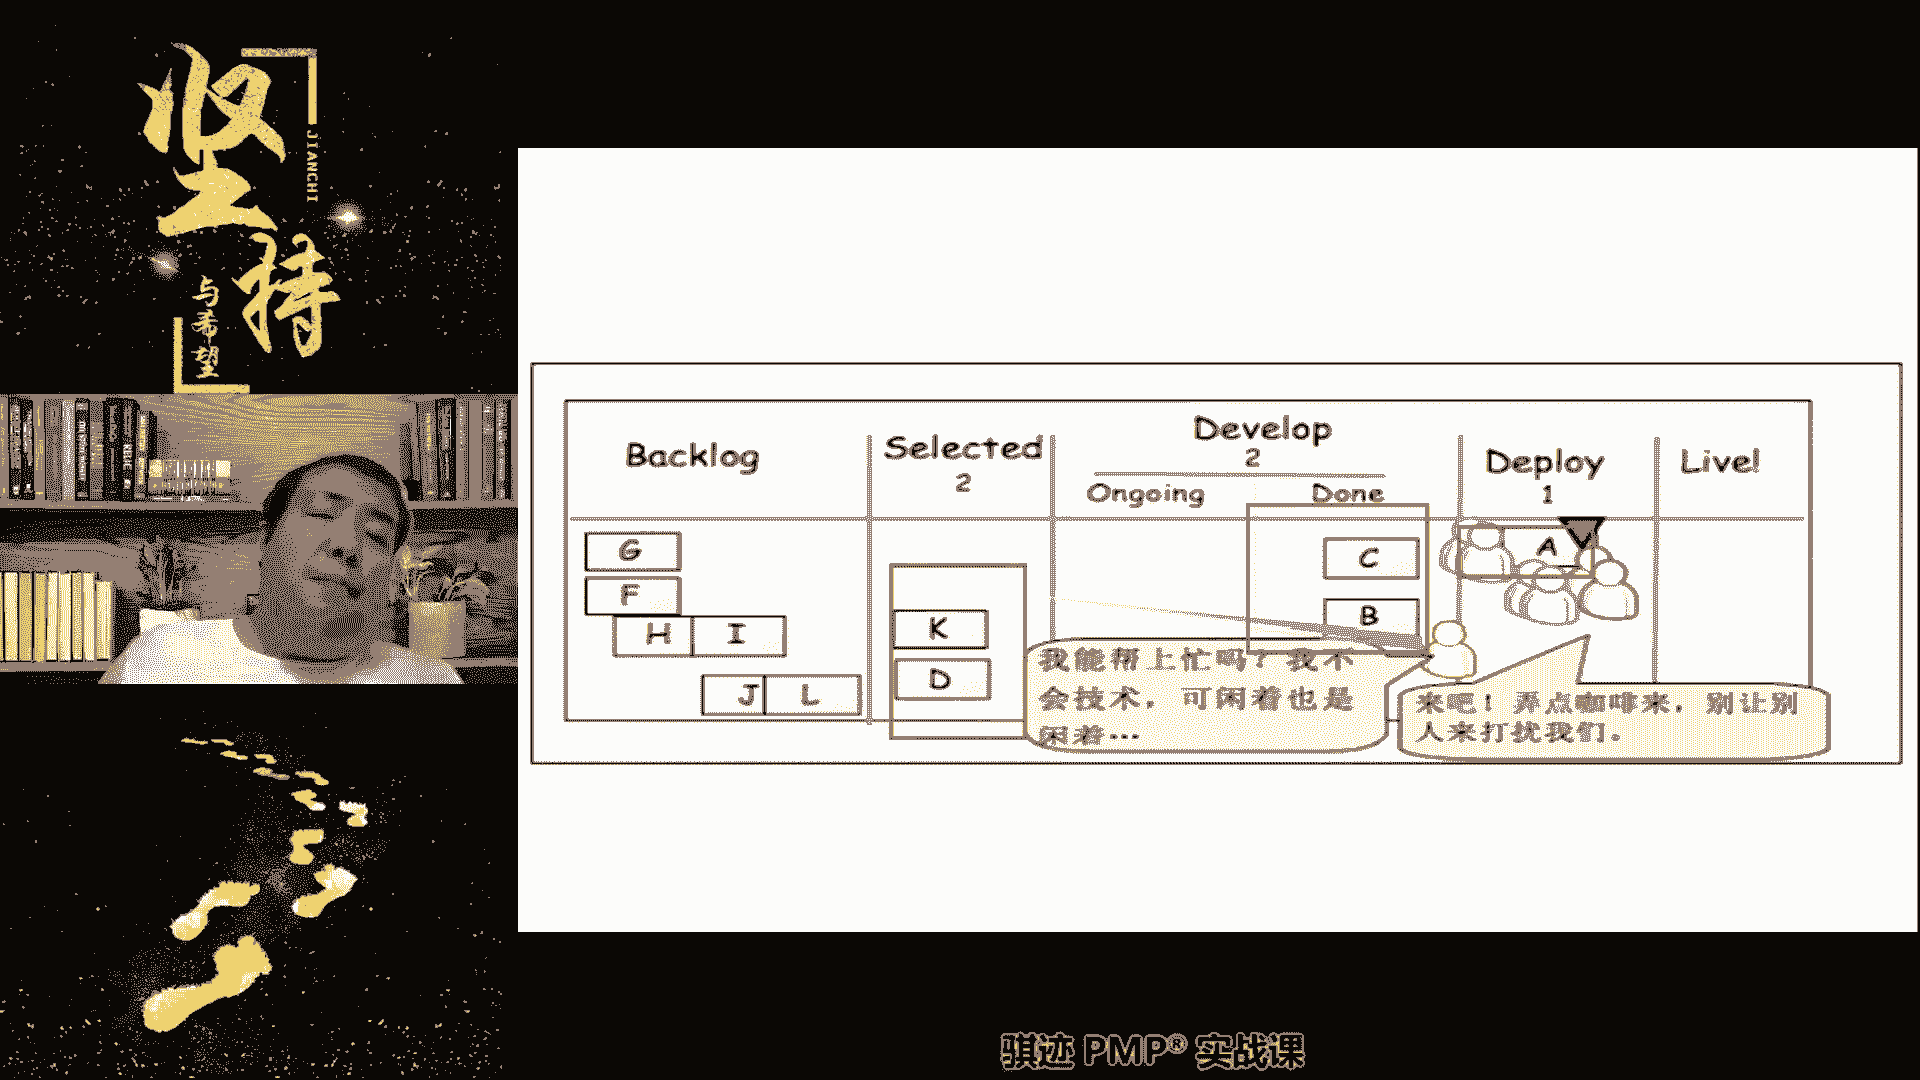 坚持
JIANCHI
与希望
Backlog
Selected
2
Develop
2
Ongoing
Done
Deploy
1
Live!
G
F
H I
J L
K
D
C
B
A
我能帮上忙吗？我不
会技术，可闲着也是
闲着…
来吧！弄点咖啡来，别让别
人来打扰我们。
骐迹 PMP® 实战课